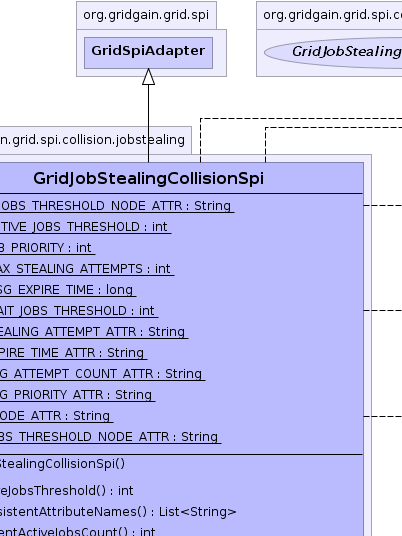 org.gridgain.grid.spi
org.gridgain.grid.spi.co
GridSpiAdapter
GridJobStealing
n.grid.spi.collision.jobstealing
GridJobStealingCollisionSpi
OBS_THRESHOLD_NODE_ATTR : String
TIVE_JOBS_THRESHOLD : int
B_PRIORITY : int
AX_STEALING_ATTEMPTS : int
SG_EXPIRE_TIME : long
AIT_JOBS_THRESHOLD : int
EALING_ATTEMPT_ATTR : String
PIRE_TIME_ATTR : String
G_ATTEMPT_COUNT_ATTR : String
G_PRIORITY_ATTR : String
ODE_ATTR : String
BS_THRESHOLD_NODE_ATTR : String
StealingCollisionSpi()
eJobsThreshold() : int
sistentAttributeNames() : List<String>
entActiveJobsCount() : int